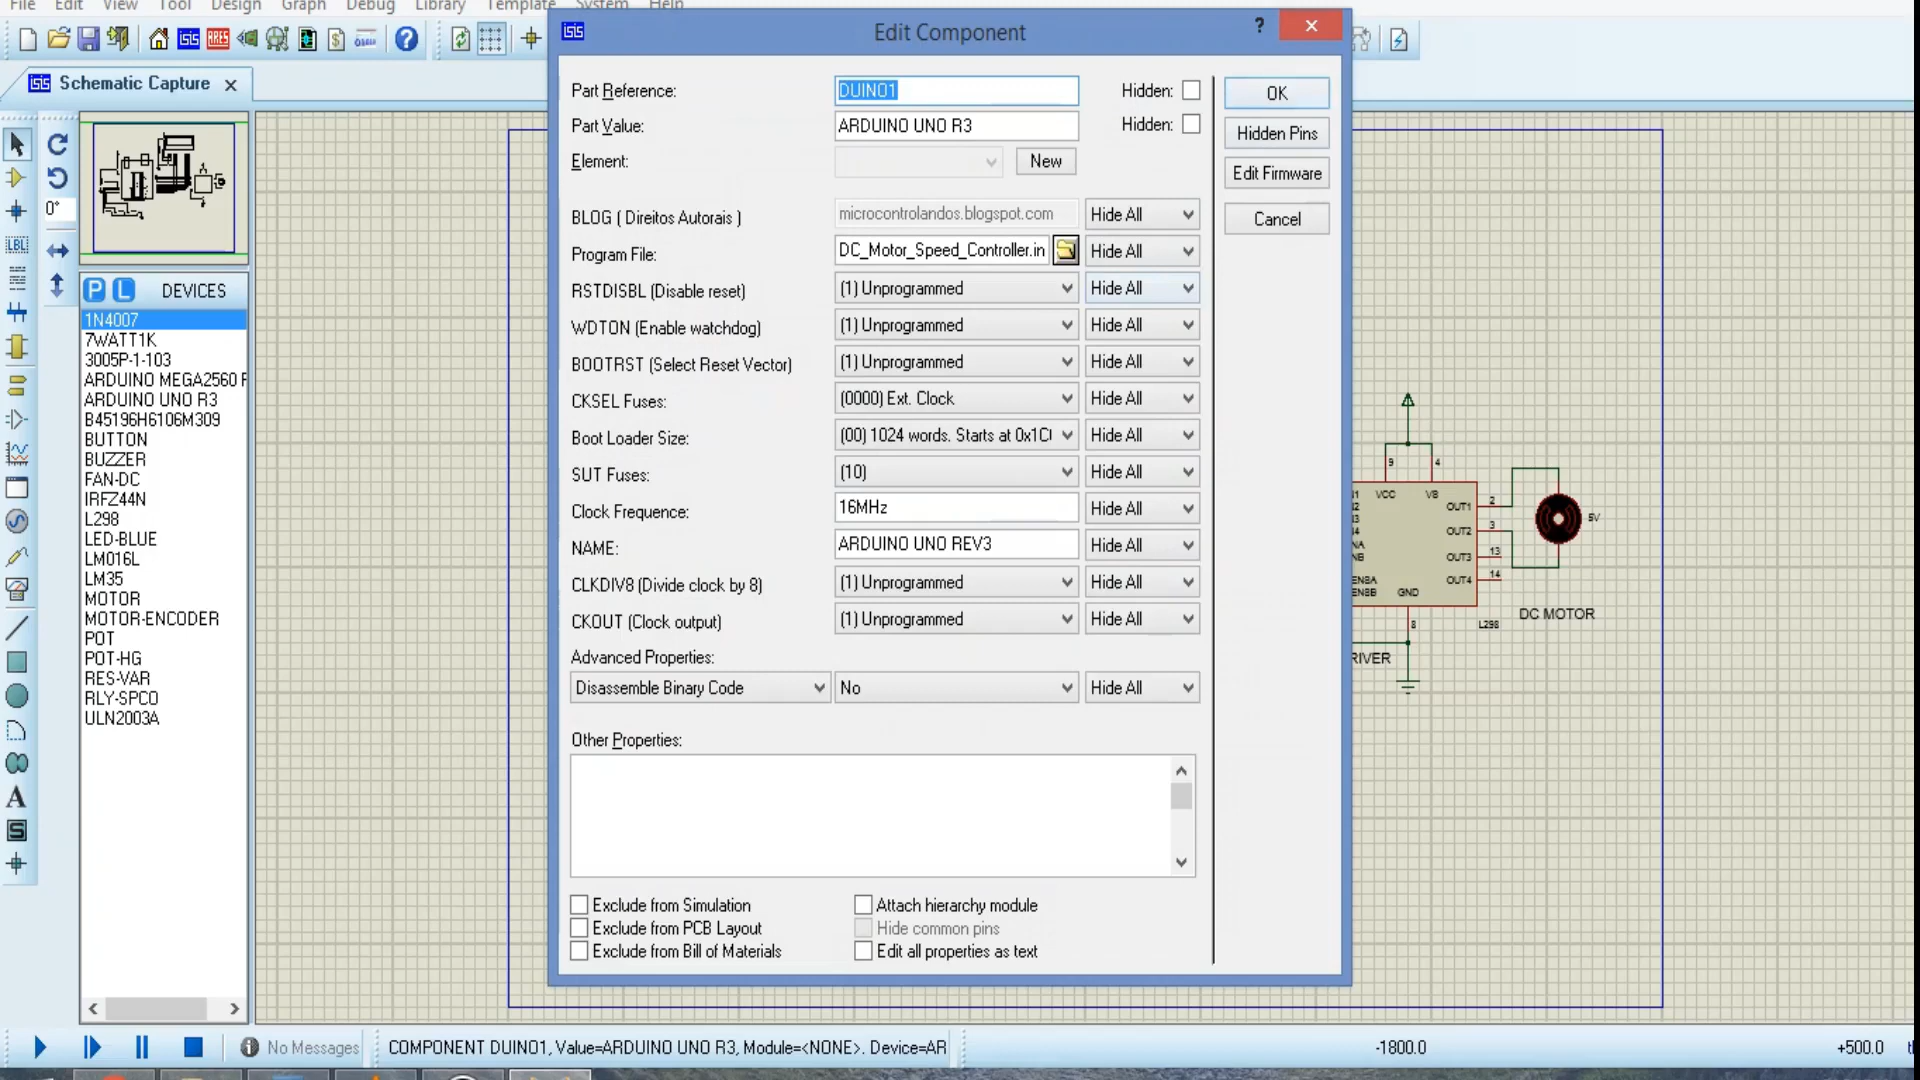 File Edit View Tool Design Graph Debug Library Template System Help
Edit Component
?
Schematic Capture
Part Reference: DUINO1 Hidden:
Part Value: ARDUINO UNO R3 Hidden:
Element: New
BLOG ( Direitos Autorais ) microcontrolandos.blogspot.com Hide All
Program File: DC_Motor_Speed_Controller.in Hide All
RSTDISBL (Disable reset) (1) Unprogrammed Hide All
WDTON (Enable watchdog) (1) Unprogrammed Hide All
BOOTRST (Select Reset Vector) (1) Unprogrammed Hide All
CKSEL Fuses: (0000) Ext. Clock Hide All
Boot Loader Size: (00) 1024 words. Starts at 0x1C Hide All
SUT Fuses: (10) Hide All
Clock Frequence: 16MHz Hide All
NAME: ARDUINO UNO REV3 Hide All
CLKDIV8 (Divide clock by 8) (1) Unprogrammed Hide All
CKOUT (Clock output) (1) Unprogrammed Hide All
Advanced Properties:
Disassemble Binary Code No Hide All
Other Properties:
Exclude from Simulation
Exclude from PCB Layout
Exclude from Bill of Materials
Attach hierarchy module
Hide common pins
Edit all properties as text
OK
Hidden Pins
Edit Firmware
Cancel
0°
LBL
A
S
P L DEVICES
1N4007
7WATT1K
3005P-1-103
ARDUINO MEGA2560 R
ARDUINO UNO R3
B45196H6106M309
BUTTON
BUZZER
FAN-DC
IRFZ44N
L298
LED-BLUE
LM016L
LM35
MOTOR
MOTOR-ENCODER
POT
POT-HG
RES-VAR
RLY-SPCO
ULN2003A
9 4
VCC VS
OUT1 2
OUT2 3
OUT3 13
OUT4 14
GND
8
L298
5V
DC MOTOR
RIVER
No Messages
COMPONENT DUINO1, Value=ARDUINO UNO R3, Module=<NONE>. Device=AR
-1800.0
+500.0